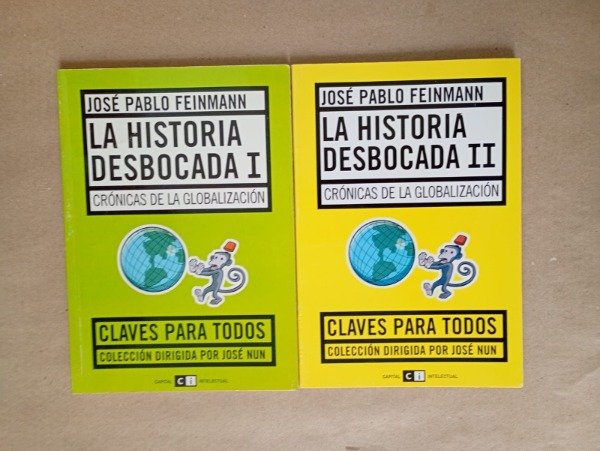 JOSÉ PABLO FEINMANN
LA HISTORIA
DESBOCADA I
CRÓNICAS DE LA GLOBALIZACIÓN
CLAVES PARA TODOS
COLECCIÓN DIRIGIDA POR JOSÉ NUN
CAPITAL Ci INTELECTUAL
JOSÉ PABLO FEINMANN
LA HISTORIA
DESBOCADA II
CRÓNICAS DE LA GLOBALIZACIÓN
CLAVES PARA TODOS
COLECCIÓN DIRIGIDA POR JOSÉ NUN
CAPITAL Ci INTELECTUAL